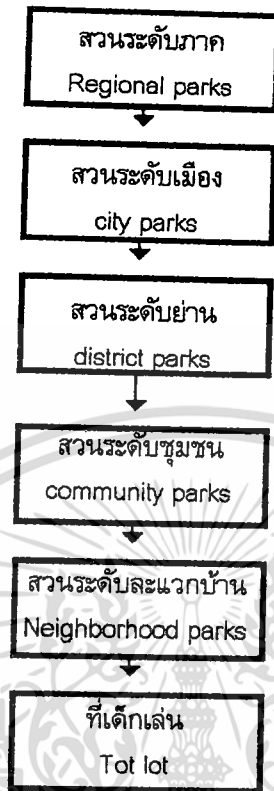 สวนระดับภาค
Regional parks
สวนระดับเมือง
city parks
สวนระดับย่าน
district parks
สวนระดับชุมชน
community parks
สวนระดับละแวกบ้าน
Neighborhood parks
ที่เด็กเล่น
Tot lot